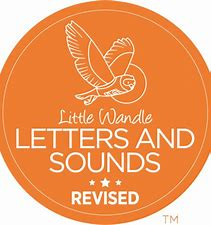 Little Wandle
LETTERS AND
SOUNDS
REVISED
TM